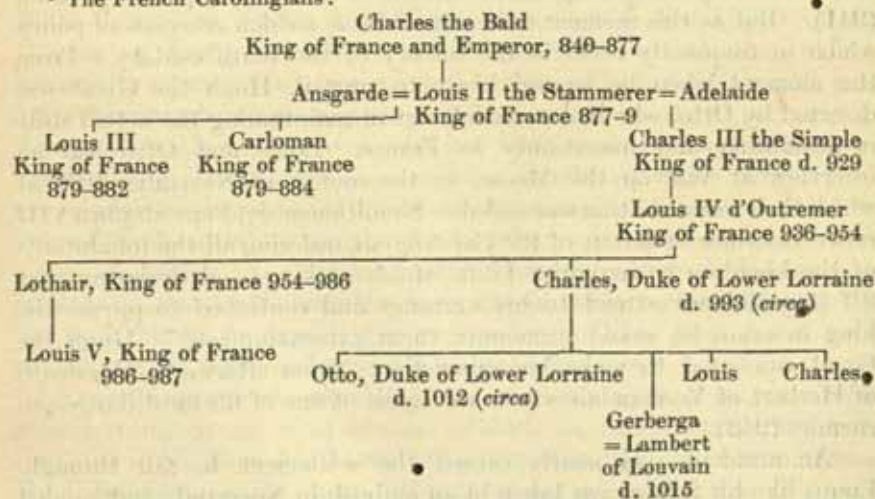 The French Carolingians.
Charles the Bald
King of France and Emperor, 840–877
Ansgarde = Louis II the Stammerer = Adelaide
King of France 877–9
Louis III
King of France
879–882
Carloman
King of France
879–884
Charles III the Simple
King of France d. 929
Louis IV d'Outremer
King of France 936–954
Lothair, King of France 954–986
Charles, Duke of Lower Lorraine
d. 993 (circa)
Louis V, King of France
986–987
Otto, Duke of Lower Lorraine
d. 1012 (circa)
Gerberga
= Lambert
of Louvain
d. 1015
Louis
Charles